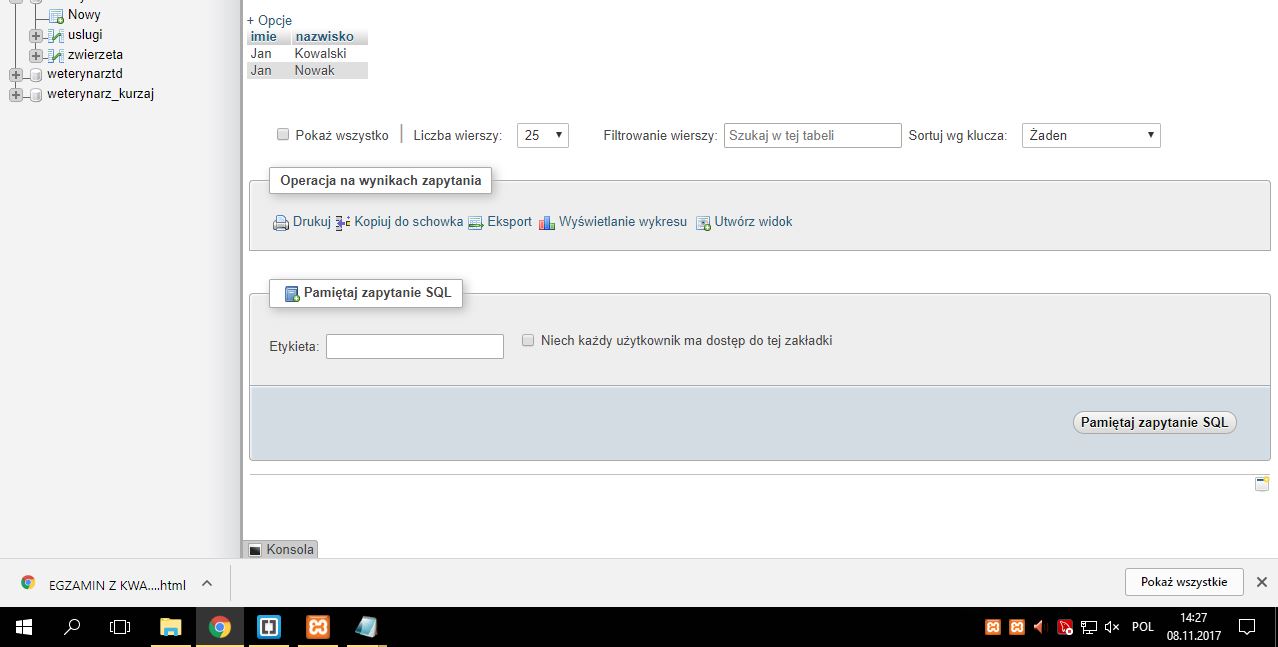 Nowy
uslugi
zwierzeta
weterynarztd
weterynarz_kurzaj
+ Opcje
imie nazwisko
Jan Kowalski
Jan Nowak
Pokaż wszystko Liczba wierszy: 25 Filtrowanie wierszy: Szukaj w tej tabeli Sortuj wg klucza: Żaden
Operacja na wynikach zapytania
Drukuj Kopiuj do schowka Eksport Wyświetlanie wykresu Utwórz widok
Pamiętaj zapytanie SQL
Etykieta: Niech każdy użytkownik ma dostęp do tej zakładki
Pamiętaj zapytanie SQL
Konsola
EGZAMIN Z KWA....html Pokaż wszystkie
POL 14:27
08.11.2017